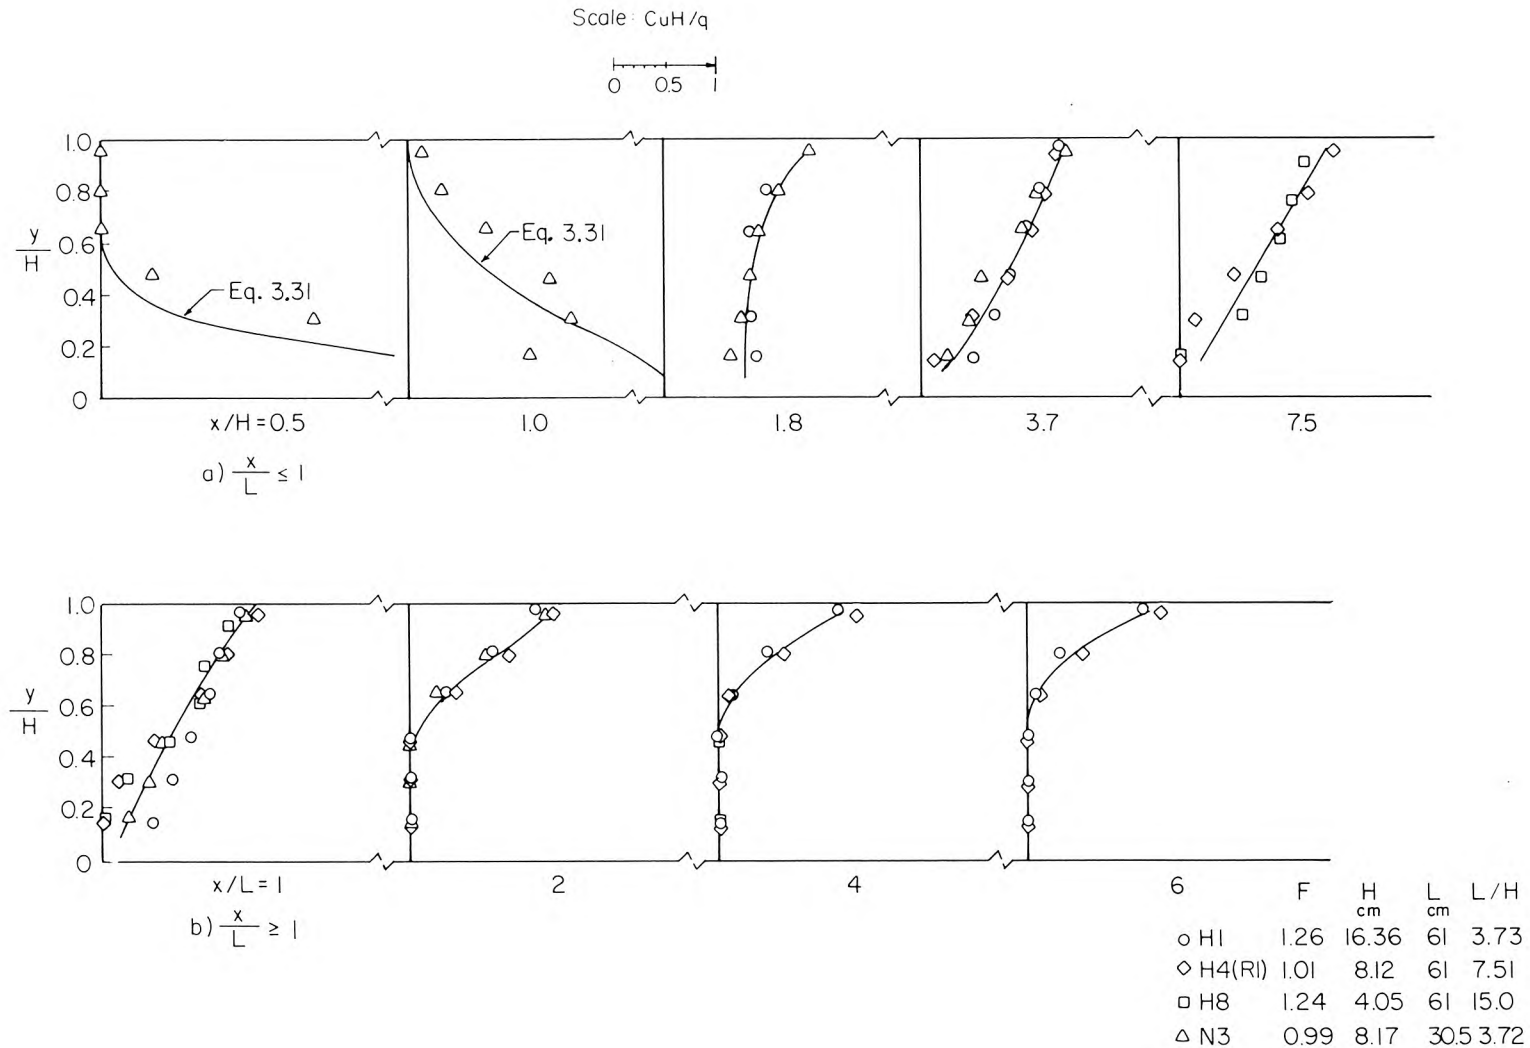 Scale: CuH/q
0 0.5 1
1.0
0.8
0.6
0.4
0.2
0
y/H
Eq. 3.31
Eq. 3.31
x/H=0.5 1.0 1.8 3.7 7.5
a) x/L ≤ 1
1.0
0.8
0.6
0.4
0.2
0
y/H
x/L=1 2 4 6
b) x/L ≥ 1
F H cm L cm L/H
H1 1.26 16.36 61 3.73
H4(R1) 1.01 8.12 61 7.51
H8 1.24 4.05 61 15.0
N3 0.99 8.17 30.5 3.72